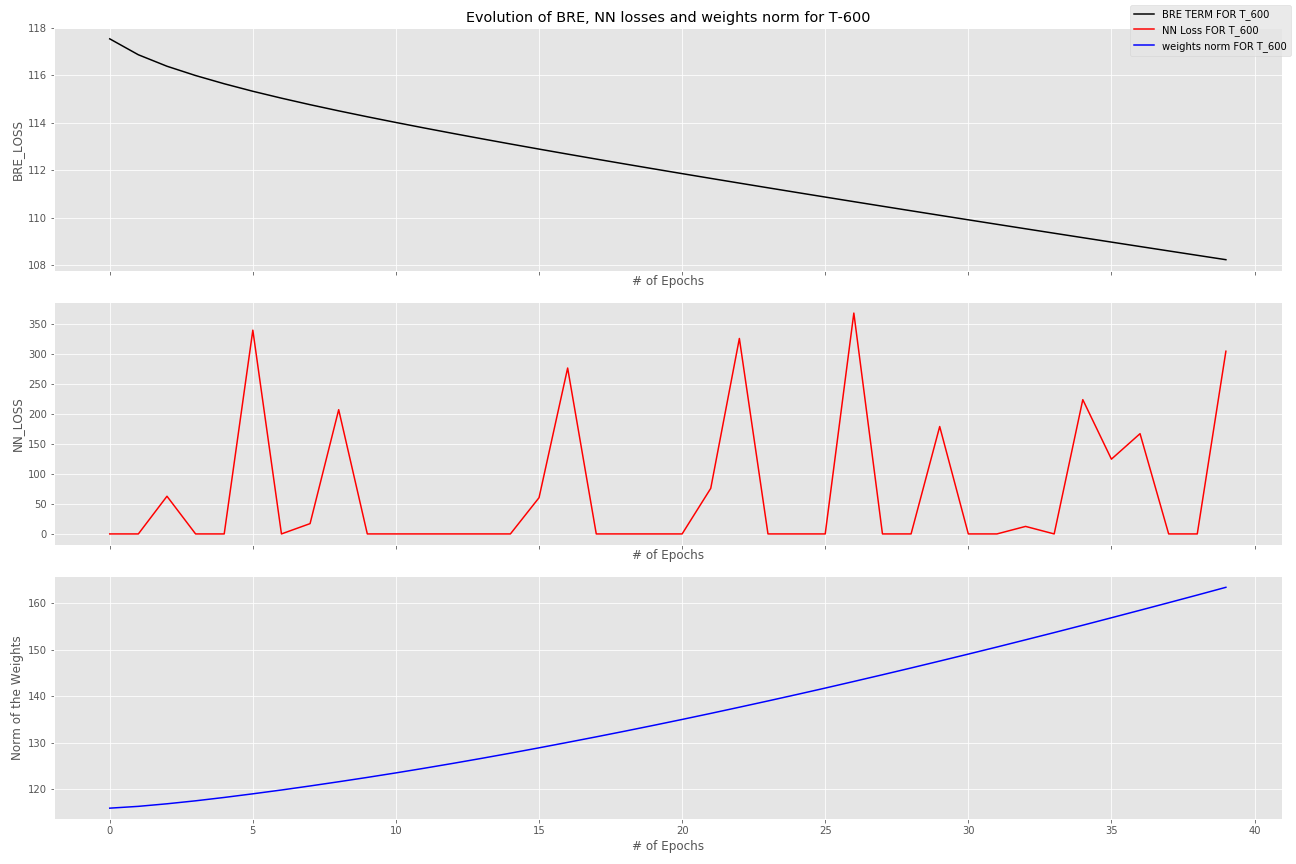 Evolution of BRE, NN losses and weights norm for T-600
BRE TERM FOR T_600
NN Loss FOR T_600
weights norm FOR T_600
BRE_LOSS
118
116
114
112
110
108
# of Epochs
NN_LOSS
350
300
250
200
150
100
50
0
# of Epochs
Norm of the Weights
160
150
140
130
120
0 5 10 15 20 25 30 35 40
# of Epochs